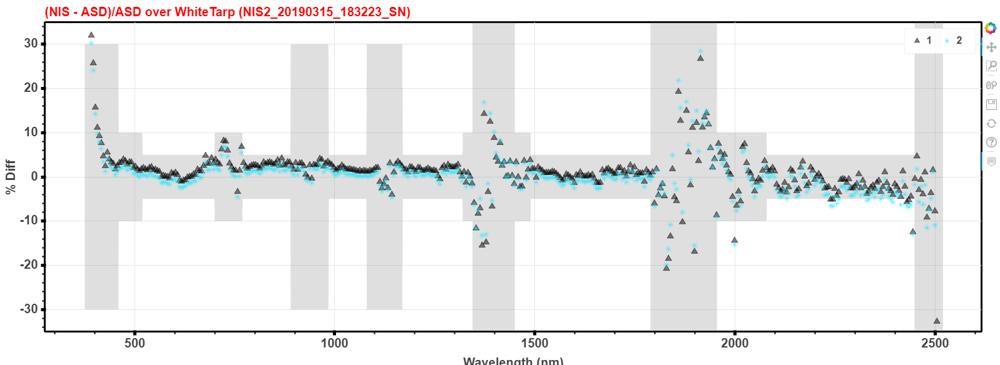 (NIS - ASD)/ASD over WhiteTarp (NIS2_20190315_183223_SN)
1 2
30
20
10
0
-10
-20
-30
% Diff
500 1000 1500 2000 2500
Wavelength (nm)